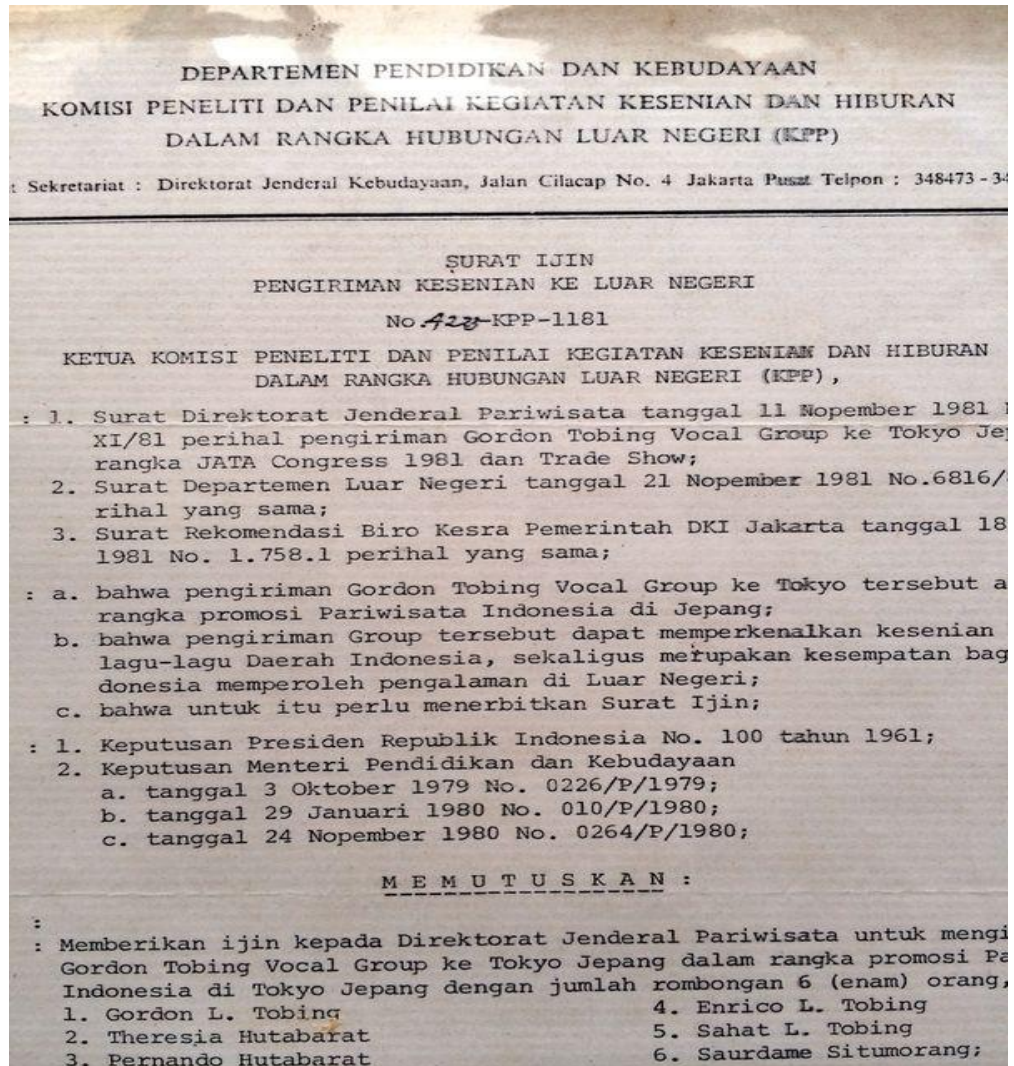 DEPARTEMEN PENDIDIKAN DAN KEBUDAYAAN
KOMISI PENELITI DAN PENILAI KEGIATAN KESENIAN DAN HIBURAN
DALAM RANGKA HUBUNGAN LUAR NEGERI (KPP)
: Sekretariat : Direktorat Jenderal Kebudayaan, Jalan Cilacap No. 4 Jakarta Pusat Telpon : 348473 - 34
SURAT IJIN
PENGIRIMAN KESENIAN KE LUAR NEGERI
No. -KPP-1181
KETUA KOMISI PENELITI DAN PENILAI KEGIATAN KESENIAN DAN HIBURAN
DALAM RANGKA HUBUNGAN LUAR NEGERI (KPP),
: 1. Surat Direktorat Jenderal Pariwisata tanggal 11 Nopember 1981
XI/81 perihal pengiriman Gordon Tobing Vocal Group ke Tokyo Je
rangka JATA Congress 1981 dan Trade Show;
2. Surat Departemen Luar Negeri tanggal 21 Nopember 1981 No.6816/
rihal yang sama;
3. Surat Rekomendasi Biro Kesra Pemerintah DKI Jakarta tanggal 18
1981 No. 1.758.1 perihal yang sama;
: a. bahwa pengiriman Gordon Tobing Vocal Group ke Tokyo tersebut a
rangka promosi Pariwisata Indonesia di Jepang;
b. bahwa pengiriman Group tersebut dapat memperkenalkan kesenian
lagu-lagu Daerah Indonesia, sekaligus merupakan kesempatan bag
donesia memperoleh pengalaman di Luar Negeri;
c. bahwa untuk itu perlu menerbitkan Surat Ijin;
: 1. Keputusan Presiden Republik Indonesia No. 100 tahun 1961;
2. Keputusan Menteri Pendidikan dan Kebudayaan
a. tanggal 3 Oktober 1979 No. 0226/P/1979;
b. tanggal 29 Januari 1980 No. 010/P/1980;
c. tanggal 24 Nopember 1980 No. 0264/P/1980;
M E M U T U S K A N :
:
: Memberikan ijin kepada Direktorat Jenderal Pariwisata untuk mengi
Gordon Tobing Vocal Group ke Tokyo Jepang dalam rangka promosi Pa
Indonesia di Tokyo Jepang dengan jumlah rombongan 6 (enam) orang,
1. Gordon L. Tobing
2. Theresia Hutabarat
3. Pernando Hutabarat
4. Enrico L. Tobing
5. Sahat L. Tobing
6. Saurdame Situmorang;